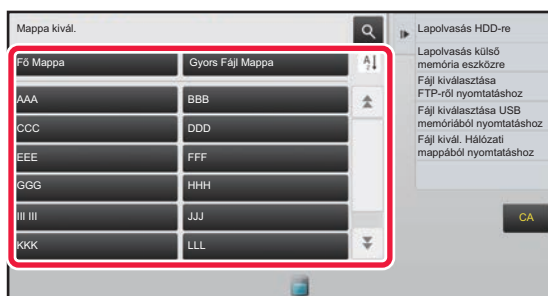 Mappa kivál.
Fő Mappa
Gyors Fájl Mappa
AAA
BBB
CCC
DDD
EEE
FFF
GGG
HHH
III III
JJJ
KKK
LLL
Lapolvasás HDD-re
Lapolvasás külső
memória eszközre
Fájl kiválasztása
FTP-ről nyomtatáshoz
Fájl kiválasztása USB
memóriából nyomtatáshoz
Fájl kivál. Hálózati
mappából nyomtatáshoz
CA